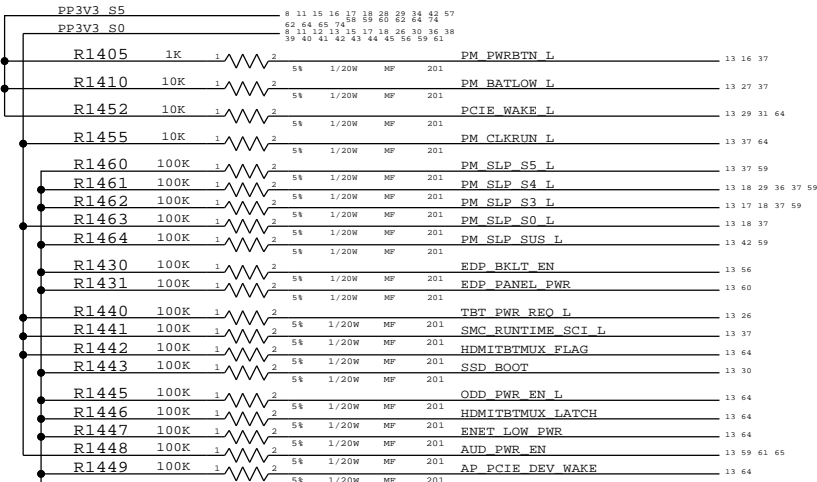 PP3V3 S5 8 11 15 16 17 18 28 29 34 42 57
58 59 60 62 64 74
62 64 65 74
PP3V3 S0 8 11 12 13 15 17 18 26 30 36 38
39 40 41 42 43 44 45 56 59 61
R1405 1K 1 2 PM_PWRBTN_L 13 16 37
5% 1/20W MF 201
R1410 10K 1 2 PM_BATLOW_L 13 27 37
5% 1/20W MF 201
R1452 10K 1 2 PCIE_WAKE_L 13 29 31 64
5% 1/20W MF 201
R1455 10K 1 2 PM_CLKRUN_L 13 37 64
5% 1/20W MF 201
R1460 100K 1 2 PM_SLP_S5_L 13 37 59
5% 1/20W MF 201
R1461 100K 1 2 PM_SLP_S4_L 13 18 29 36 37 59
5% 1/20W MF 201
R1462 100K 1 2 PM_SLP_S3_L 13 17 18 37 59
5% 1/20W MF 201
R1463 100K 1 2 PM_SLP_S0_L 13 18 37
5% 1/20W MF 201
R1464 100K 1 2 PM_SLP_SUS_L 13 42 59
5% 1/20W MF 201
R1430 100K 1 2 EDP_BKLT_EN 13 56
5% 1/20W MF 201
R1431 100K 1 2 EDP_PANEL_PWR 13 60
5% 1/20W MF 201
R1440 100K 1 2 TBT_PWR_REQ_L 13 26
5% 1/20W MF 201
R1441 100K 1 2 SMC_RUNTIME_SCI_L 13 37
5% 1/20W MF 201
R1442 100K 1 2 HDMITBTMUX_FLAG 13 64
5% 1/20W MF 201
R1443 100K 1 2 SSD_BOOT 13 30
5% 1/20W MF 201
R1445 100K 1 2 ODD_PWR_EN_L 13 64
5% 1/20W MF 201
R1446 100K 1 2 HDMITBTMUX_LATCH 13 64
5% 1/20W MF 201
R1447 100K 1 2 ENET_LOW_PWR 13 64
5% 1/20W MF 201
R1448 100K 1 2 AUD_PWR_EN 13 59 61 65
5% 1/20W MF 201
R1449 100K 1 2 AP_PCIE_DEV_WAKE 13 64
5% 1/20W MF 201